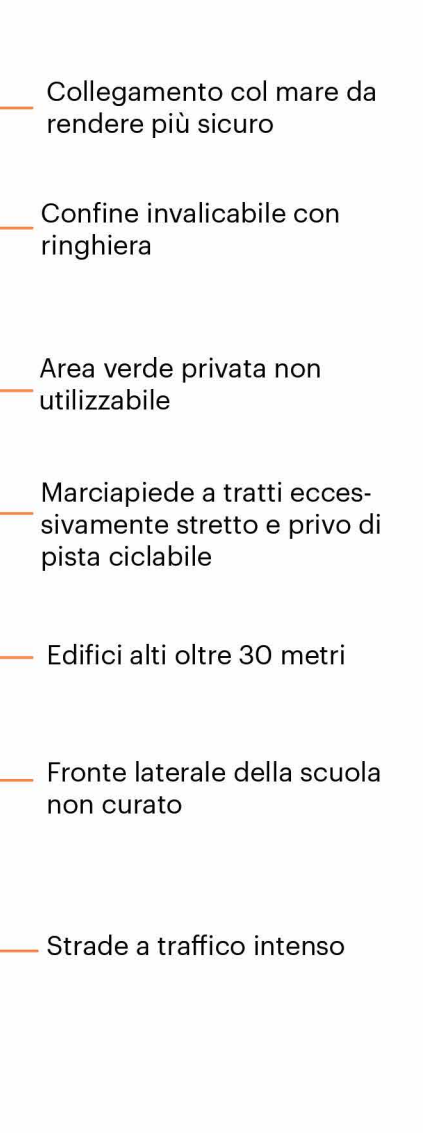 Collegamento col mare da
rendere più sicuro
Confine invalicabile con
ringhiera
Area verde privata non
utilizzabile
Marciapiede a tratti ecces-
sivamente stretto e privo di
pista ciclabile
Edifici alti oltre 30 metri
Fronte laterale della scuola
non curato
Strade a traffico intenso